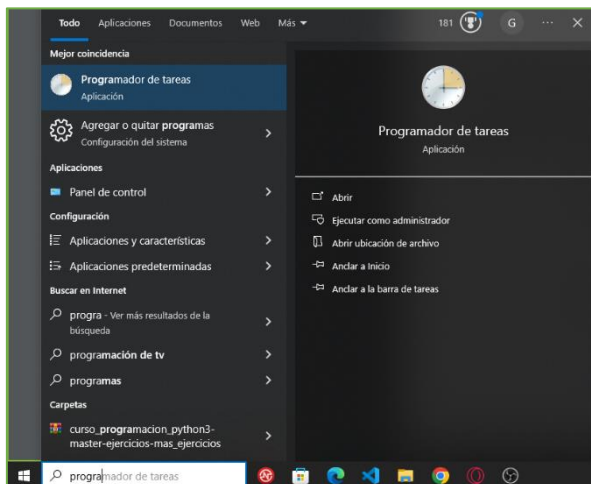 Todo Aplicaciones Documentos Web Más 181 G ...
Mejor coincidencia
Programador de tareas
Aplicación
Agregar o quitar programas
Configuración del sistema
Aplicaciones
Panel de control
Configuración
Aplicaciones y características
Aplicaciones predeterminadas
Buscar en Internet
progra - Ver más resultados de la
búsqueda
programación de tv
programas
Carpetas
curso_programacion_python3-
master-ejercicios-mas_ejercicios
Programador de tareas
Aplicación
Abrir
Ejecutar como administrador
Abrir ubicación de archivo
Anclar a Inicio
Anclar a la barra de tareas
programador de tareas